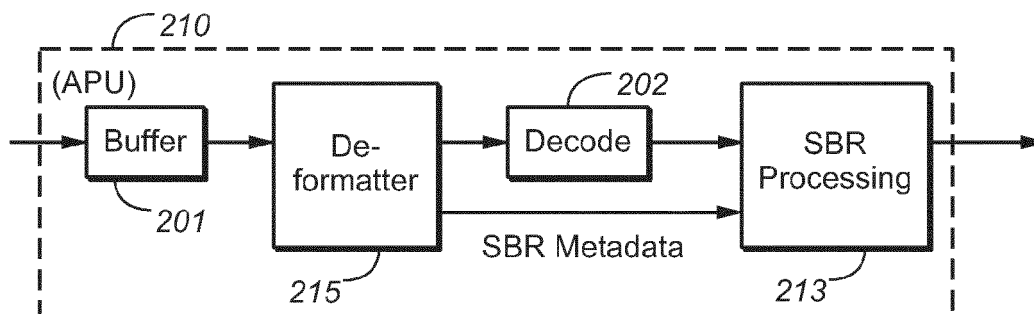 210
(APU)
202
Buffer
De-
formatter
Decode
SBR
Processing
201
SBR Metadata
215
213